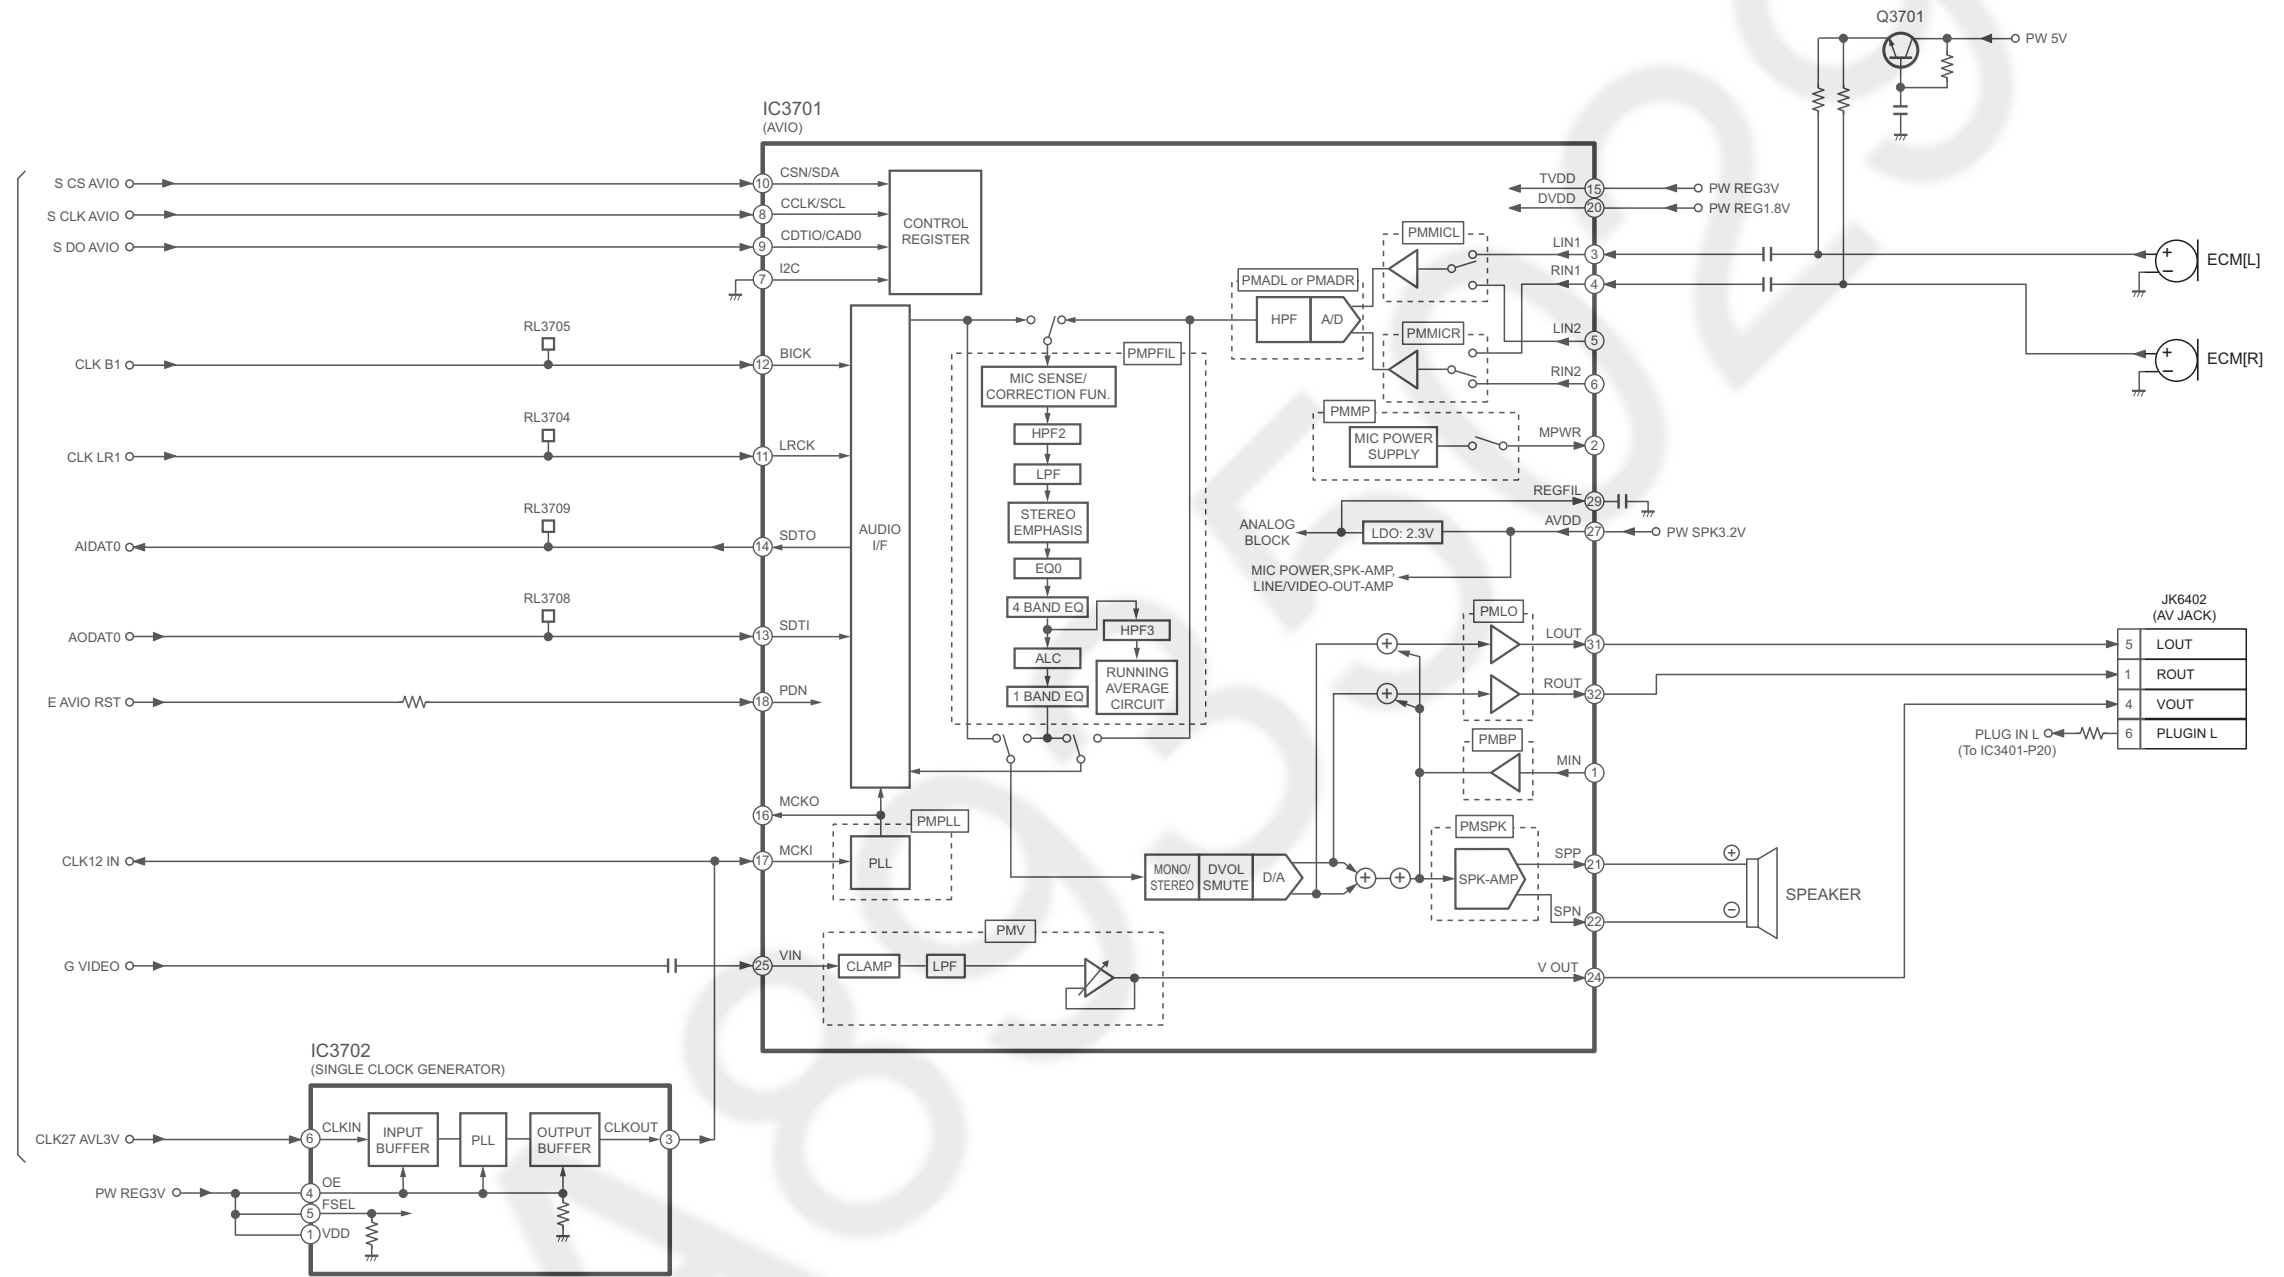 Q3701
PW 5V
IC3701
(AVIO)
S CS AVIO
10
CSN/SDA
S CLK AVIO
8
CCLK/SCL
S DO AVIO
9
CDTIO/CAD0
7
I2C
CONTROL
REGISTER
TVDD
15
PW REG3V
DVDD
20
PW REG1.8V
PMMICL
LIN1
3
RIN1
4
ECM[L]
+
−
PMADL or PMADR
HPF
A/D
PMMICR
LIN2
5
RIN2
6
ECM[R]
+
−
RL3705
CLK B1
12
BICK
RL3704
CLK LR1
11
LRCK
RL3709
AIDAT0
14
SDTO
RL3708
AODAT0
13
SDTI
E AVIO RST
18
PDN
AUDIO
I/F
PMPFIL
MIC SENSE/
CORRECTION FUN.
HPF2
LPF
STEREO
EMPHASIS
EQ0
4 BAND EQ
HPF3
ALC
RUNNING
AVERAGE
CIRCUIT
1 BAND EQ
PMMP
MIC POWER
SUPPLY
MPWR
2
REGFIL
29
ANALOG
BLOCK
LDO: 2.3V
AVDD
27
PW SPK3.2V
MIC POWER,SPK-AMP,
LINE/VIDEO-OUT-AMP
PMLO
LOUT
31
ROUT
32
+
+
PMBP
MIN
1
JK6402
(AV JACK)
5 LOUT
1 ROUT
4 VOUT
6 PLUGIN L
PLUG IN L
(To IC3401-P20)
16
MCKO
PMPLL
CLK12 IN
17
MCKI
PLL
MONO/
STEREO
DVOL
SMUTE
D/A
+
+
PMSPK
SPK-AMP
SPP
21
SPN
22
+
−
SPEAKER
PMV
G VIDEO
25
VIN
CLAMP
LPF
V OUT
24
IC3702
(SINGLE CLOCK GENERATOR)
CLK27 AVL3V
6
CLKIN
INPUT
BUFFER
PLL
OUTPUT
BUFFER
CLKOUT
3
PW REG3V
4
OE
5
FSEL
1
VDD